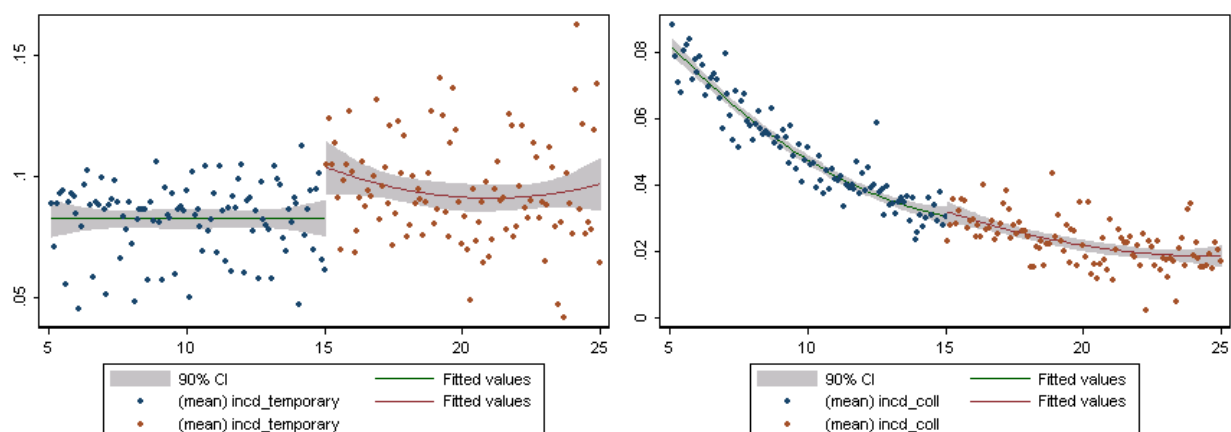 .15
.1
.05
5 10 15 20 25
90% CI Fitted values
(mean) incd_temporary Fitted values
(mean) incd_temporary
.08
.06
.04
.02
0
5 10 15 20 25
90% CI Fitted values
(mean) incd_coll Fitted values
(mean) incd_coll